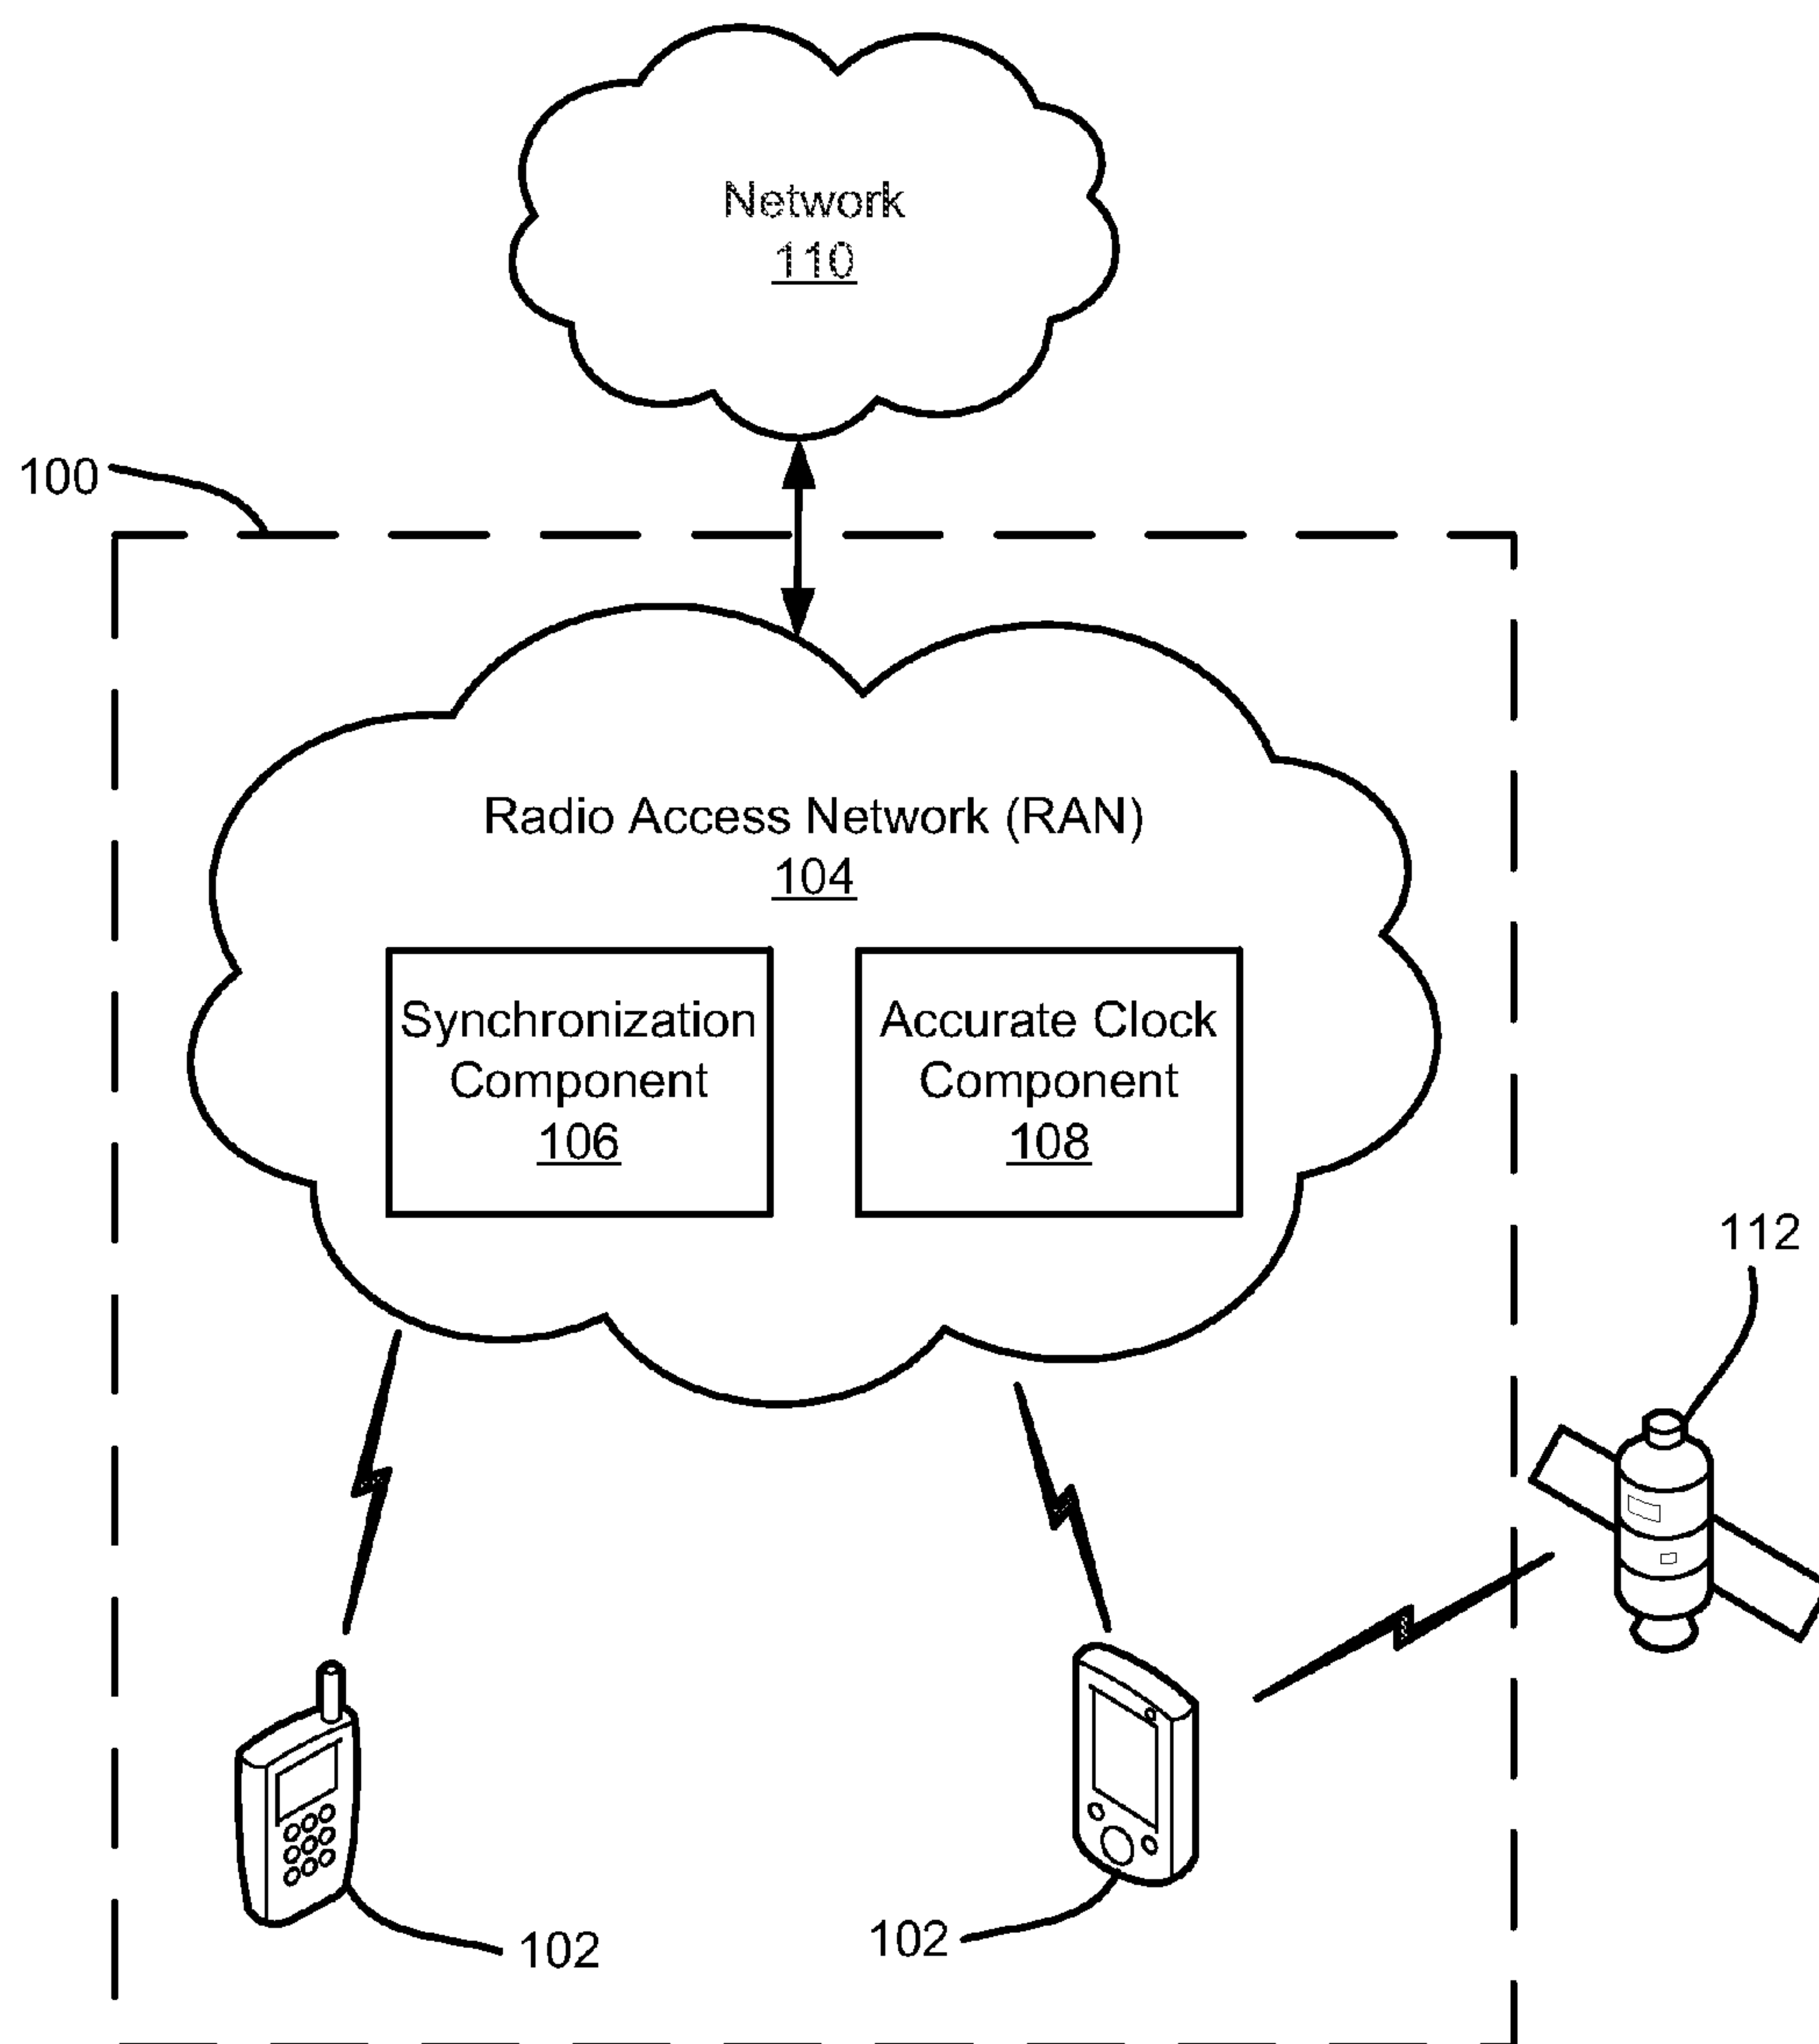 Network
110
100
Radio Access Network (RAN)
104
Synchronization
Component
106
Accurate Clock
Component
108
112
102
102